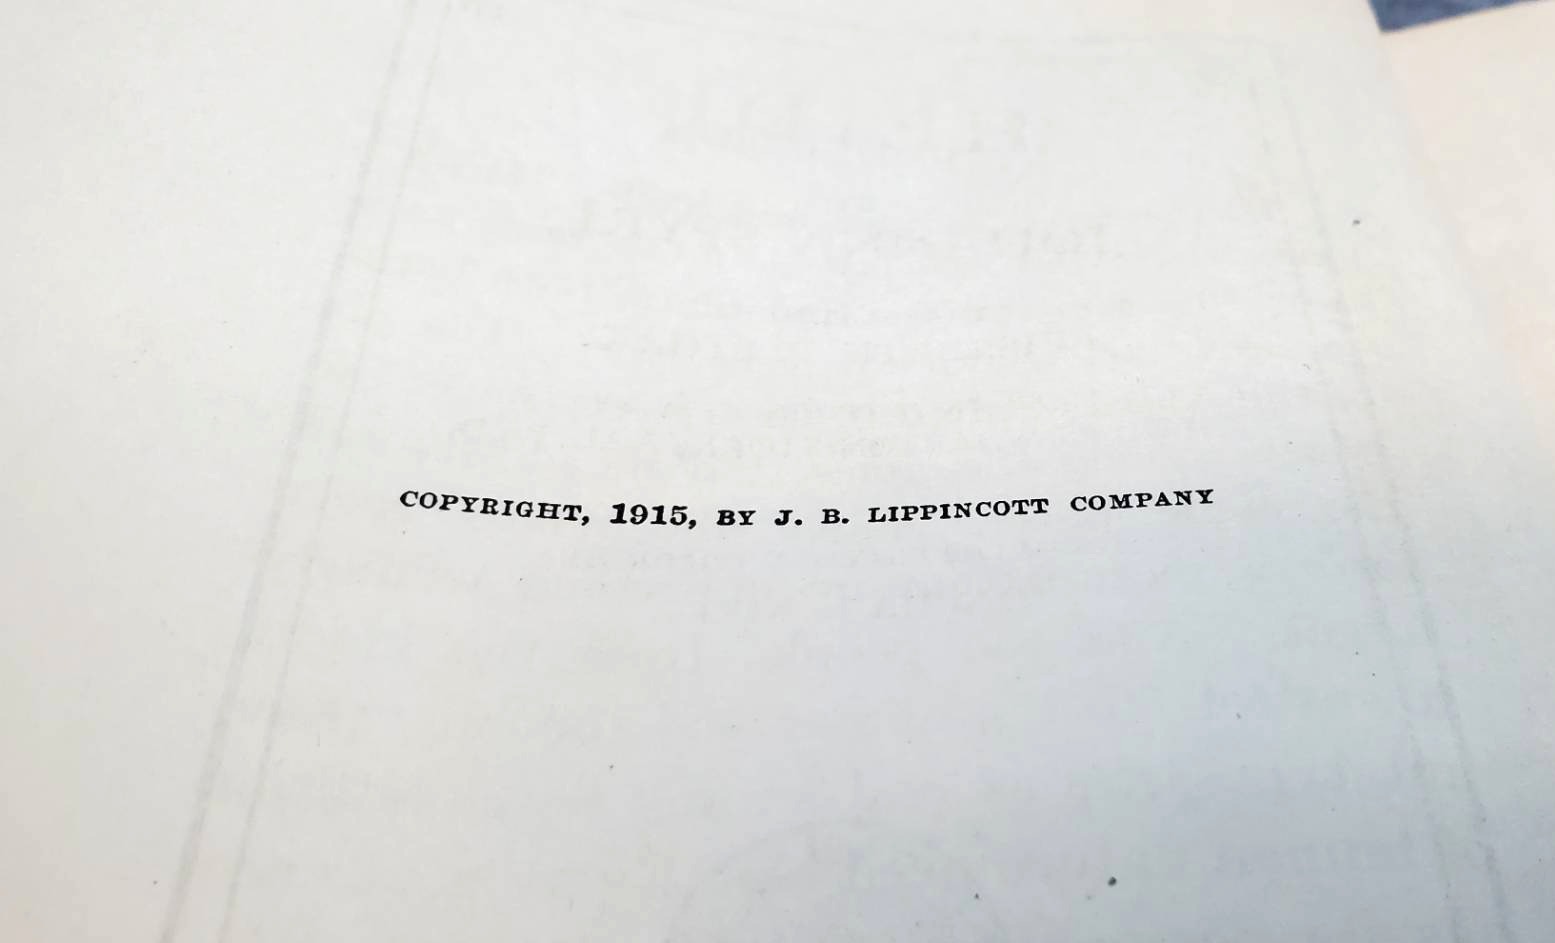 COPYRIGHT, 1915, BY J. B. LIPPINCOTT COMPANY